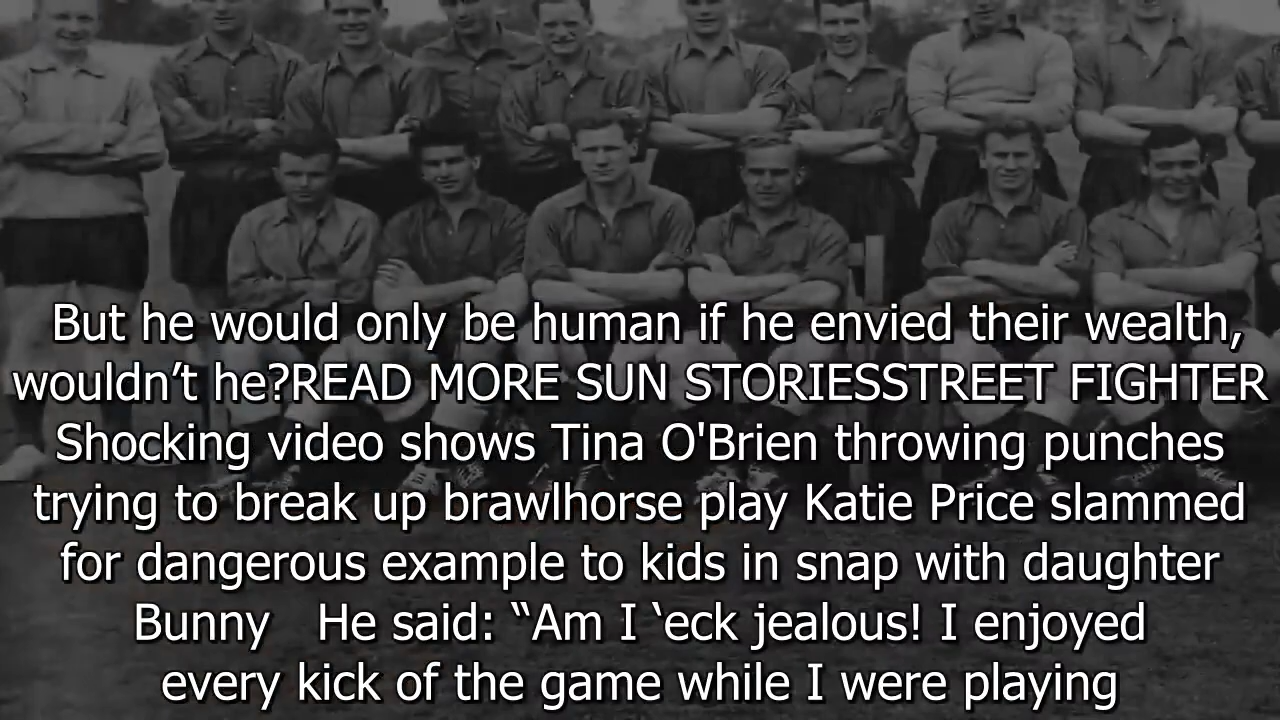 But he would only be human if he envied their wealth,
wouldn’t he?READ MORE SUN STORIESSTREET FIGHTER
Shocking video shows Tina O'Brien throwing punches
trying to break up brawlhorse play Katie Price slammed
for dangerous example to kids in snap with daughter
Bunny   He said: “Am I ‘eck jealous! I enjoyed
every kick of the game while I were playing